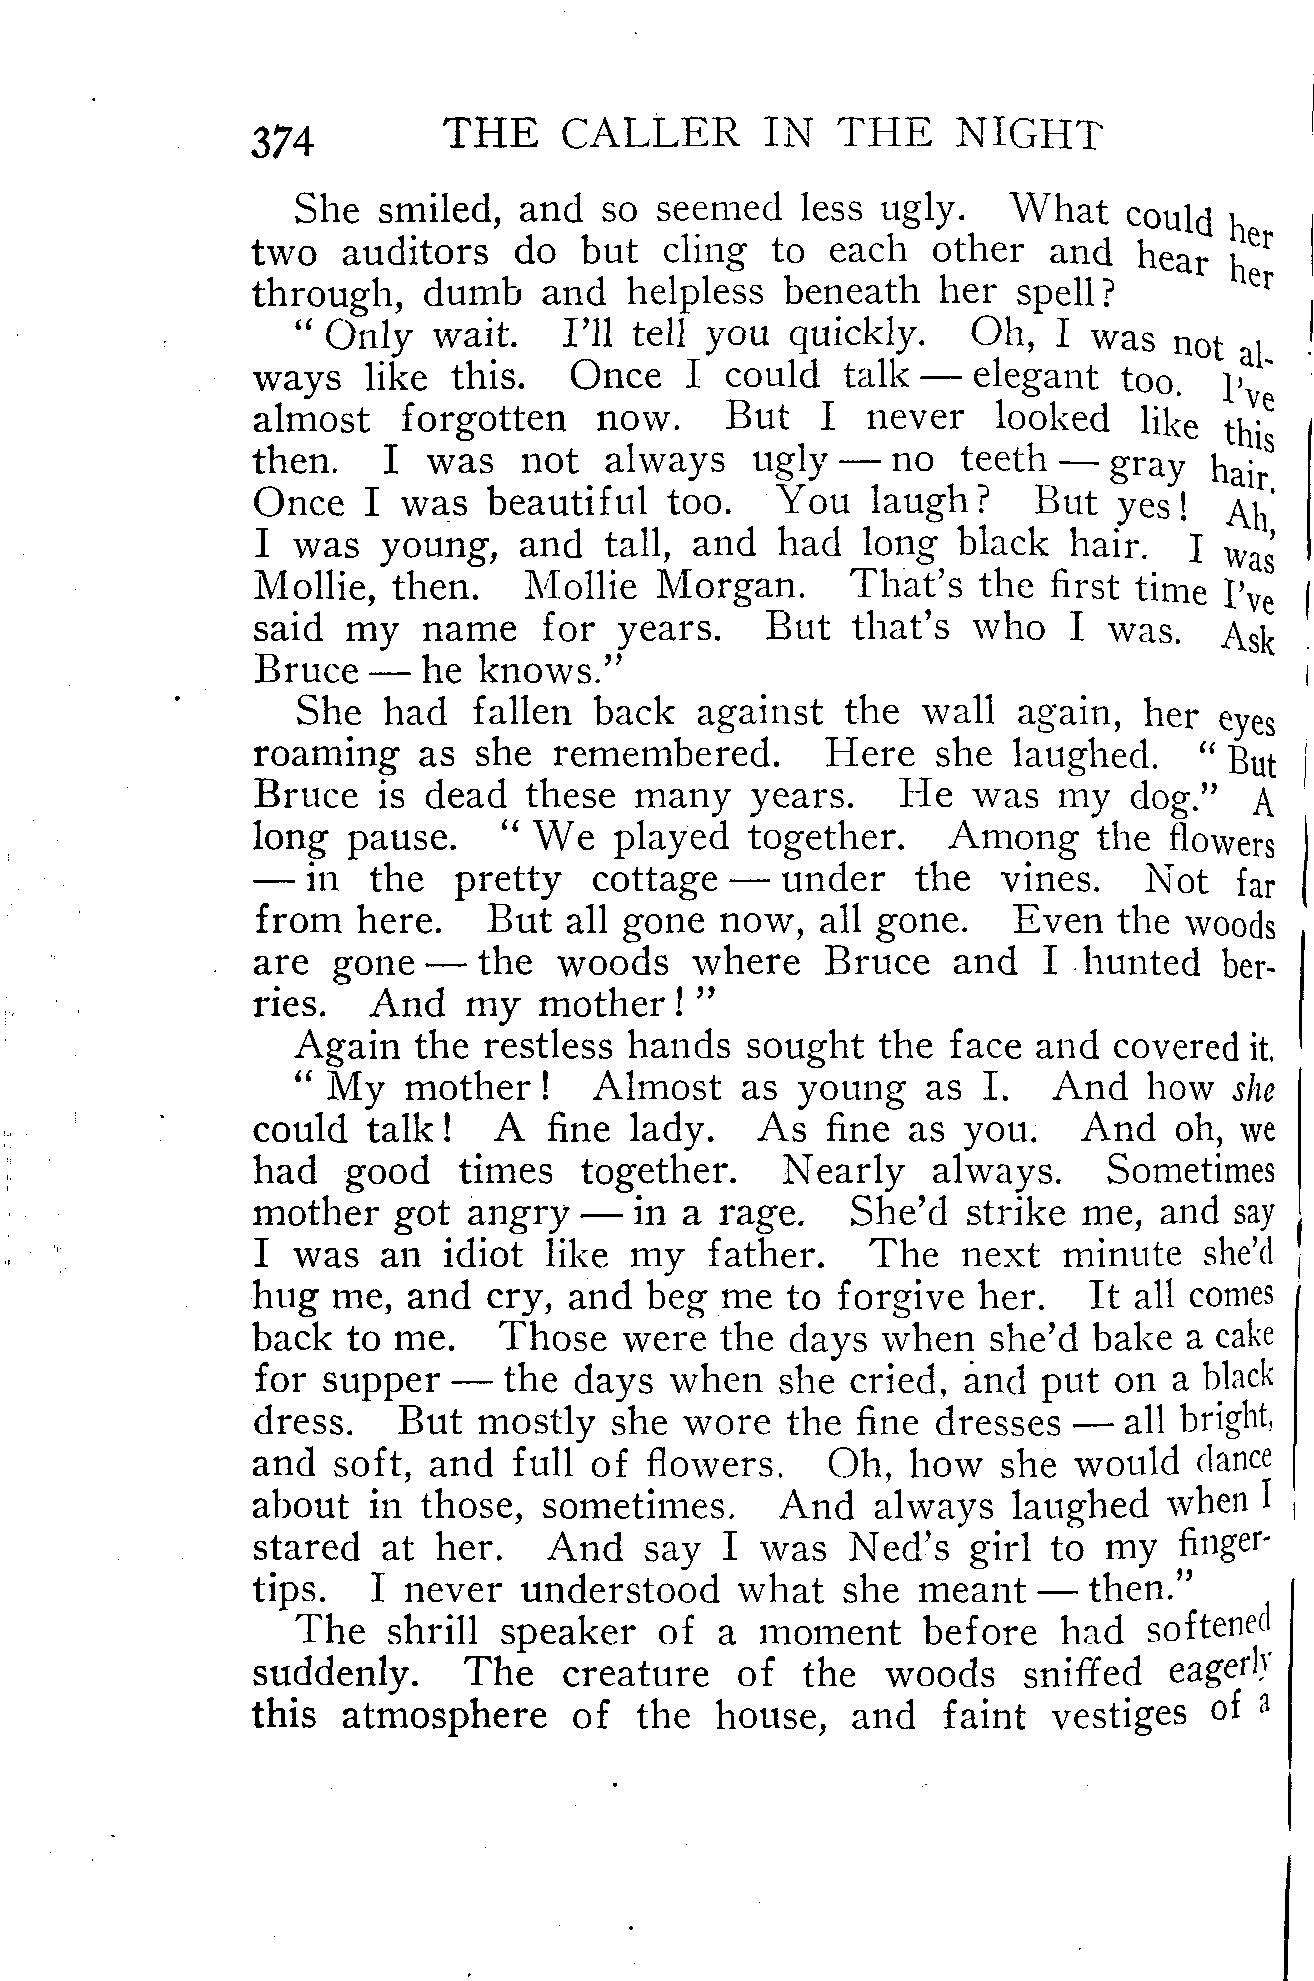 374 THE CALLER IN THE NIGHT
She smiled, and so seemed less ugly. What could her
two auditors do but cling to each other and hear her
through, dumb and helpless beneath her spell?
" Only wait. I'll tell you quickly. Oh, I was not al-
ways like this. Once I could talk — elegant too. I've
almost forgotten now. But I never looked like this
then. I was not always ugly — no teeth — gray hair.
Once I was beautiful too. You laugh? But yes! Ah,
I was young, and tall, and had long black hair. I was
Mollie, then. Mollie Morgan. That's the first time I've
said my name for years. But that's who I was. Ask
Bruce — he knows."
She had fallen back against the wall again, her eyes
roaming as she remembered. Here she laughed. " But
Bruce is dead these many years. He was my dog." A
long pause. " We played together. Among the flowers
— in the pretty cottage — under the vines. Not far
from here. But all gone now, all gone. Even the woods
are gone — the woods where Bruce and I hunted ber-
ries. And my mother! "
Again the restless hands sought the face and covered it.
" My mother! Almost as young as I. And how she
could talk! A fine lady. As fine as you. And oh, we
had good times together. Nearly always. Sometimes
mother got angry — in a rage. She'd strike me, and say
I was an idiot like my father. The next minute she'd
hug me, and cry, and beg me to forgive her. It all comes
back to me. Those were the days when she'd bake a cake
for supper — the days when she cried, and put on a black
dress. But mostly she wore the fine dresses — all bright,
and soft, and full of flowers. Oh, how she would dance
about in those, sometimes. And always laughed when I
stared at her. And say I was Ned's girl to my finger-
tips. I never understood what she meant — then."
The shrill speaker of a moment before had softened
suddenly. The creature of the woods sniffed eagerly
this atmosphere of the house, and faint vestiges of a